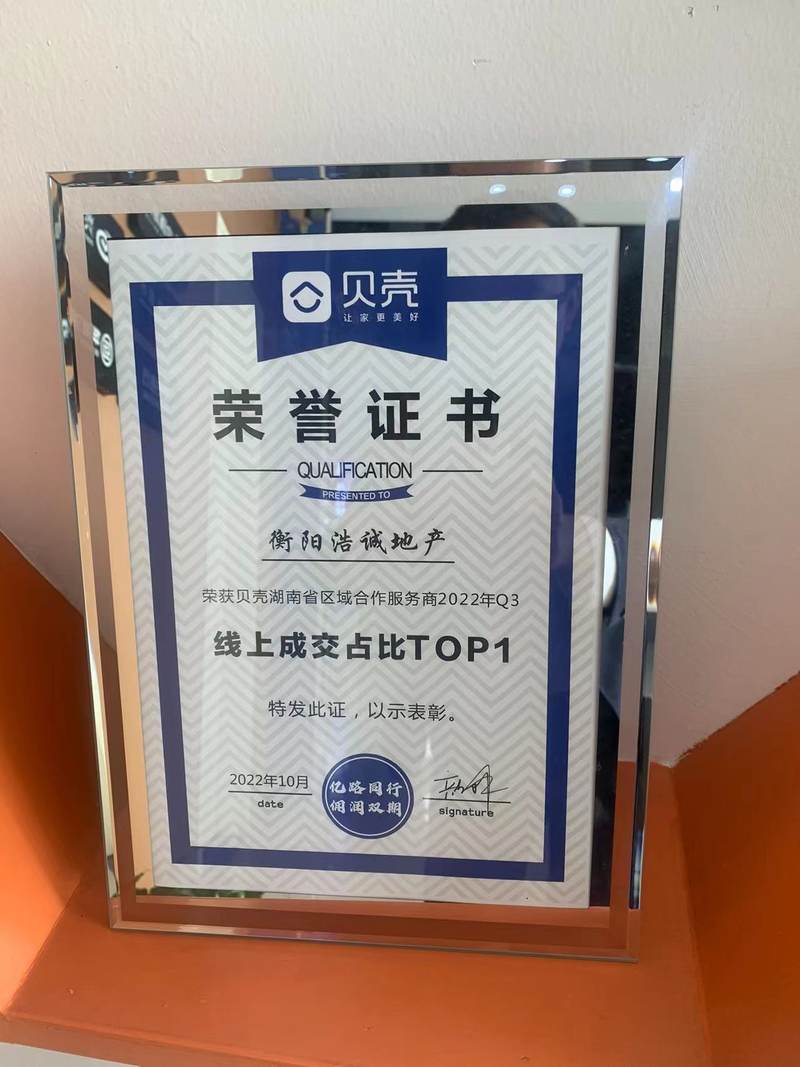 贝壳
让家更美好
荣誉证书
QUALIFICATION
PRESENTED TO
衡阳浩诚地产
荣获贝壳湖南省区域合作服务商2022年Q3
线上成交占比TOP1
特发此证，以示表彰。
2022年10月
date
亿路同行
佣润双期
signature